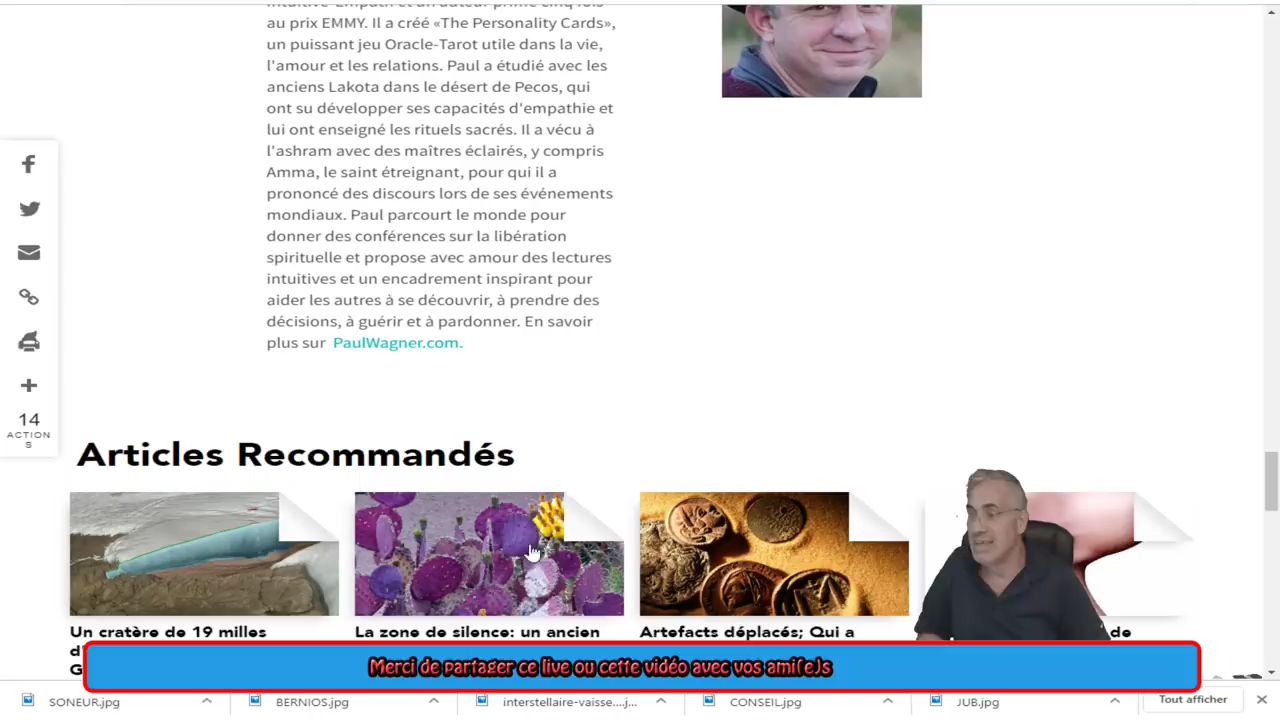 au prix EMMY. Il a créé «The Personality Cards»,
un puissant jeu Oracle-Tarot utile dans la vie,
l'amour et les relations. Paul a étudié avec les
anciens Lakota dans le désert de Pecos, qui
ont su développer ses capacités d'empathie et
lui ont enseigné les rituels sacrés. Il a vécu à
l'ashram avec des maîtres éclairés, y compris
Amma, le saint étreignant, pour qui il a
prononcé des discours lors de ses événements
mondiaux. Paul parcourt le monde pour
donner des conférences sur la libération
spirituelle et propose avec amour des lectures
intuitives et un encadrement inspirant pour
aider les autres à se découvrir, à prendre des
décisions, à guérir et à pardonner. En savoir
plus sur PaulWagner.com.
14
ACTION
S
Articles Recommandés
Un cratère de 19 milles
La zone de silence: un ancien
Artefacts déplacés; Qui a
de
Merci de partager ce live ou cette vidéo avec vos ami(e)s
SONEUR.jpg
BERNIOS.jpg
interstellaire-vaisse....j...
CONSEIL.jpg
JUB.jpg
Tout afficher